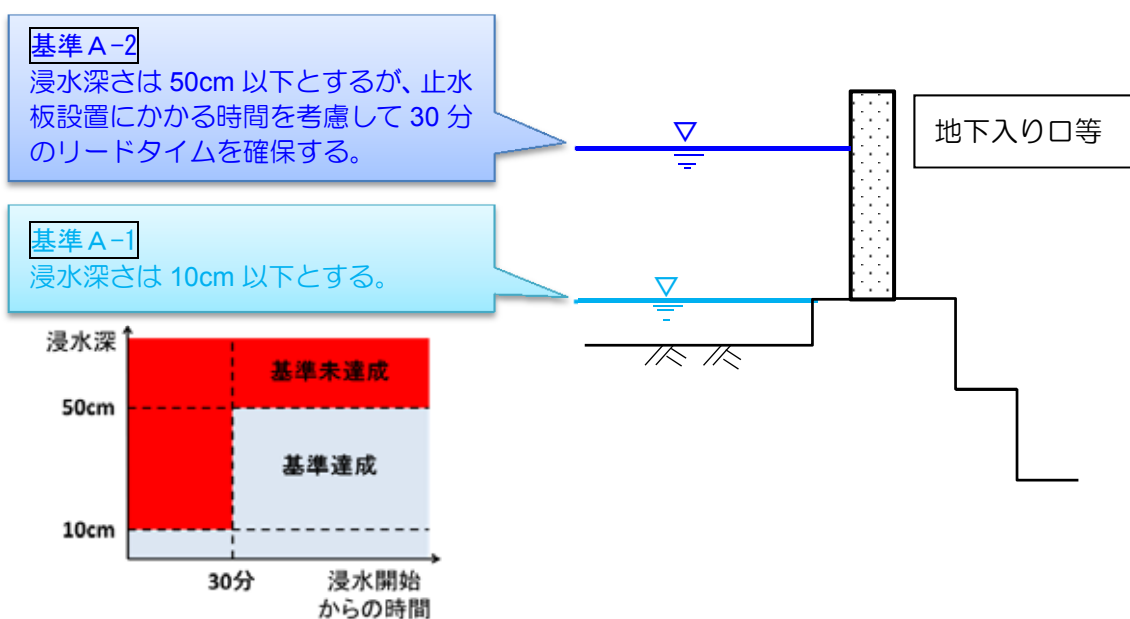 基準A-2
浸水深さは 50cm 以下とするが、止水
板設置にかかる時間を考慮して 30 分
のリードタイムを確保する。
地下入り口等
基準A-1
浸水深さは 10cm 以下とする。
浸水深
基準未達成
50cm
基準達成
10cm
30分
浸水開始
からの時間